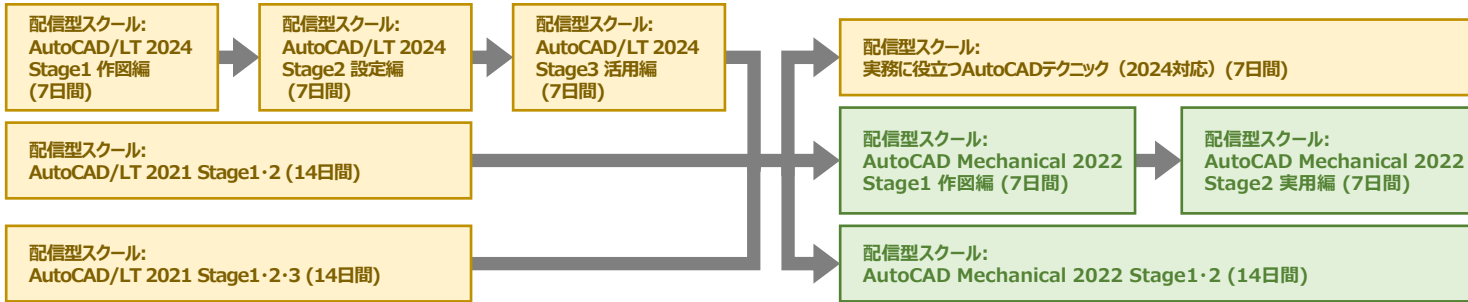 配信型スクール:
AutoCAD/LT 2024
Stage1 作図編
(7日間)
配信型スクール:
AutoCAD/LT 2024
Stage2 設定編
(7日間)
配信型スクール:
AutoCAD/LT 2024
Stage3 活用編
(7日間)
配信型スクール:
実務に役立つAutoCADテクニック（2024対応）(7日間)
配信型スクール:
AutoCAD/LT 2021 Stage1･2 (14日間)
配信型スクール:
AutoCAD Mechanical 2022
Stage1 作図編 (7日間)
配信型スクール:
AutoCAD Mechanical 2022
Stage2 実用編 (7日間)
配信型スクール:
AutoCAD/LT 2021 Stage1･2･3 (14日間)
配信型スクール:
AutoCAD Mechanical 2022 Stage1･2 (14日間)